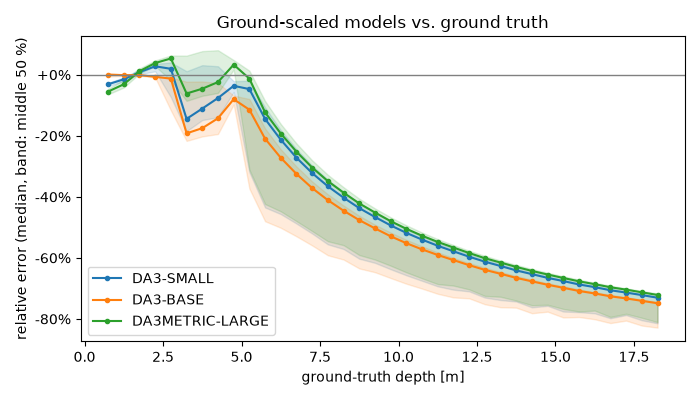 Ground-scaled models vs. ground truth
relative error (median, band: middle 50 %)
+0%
-20%
-40%
-60%
-80%
DA3-SMALL
DA3-BASE
DA3METRIC-LARGE
0.0 2.5 5.0 7.5 10.0 12.5 15.0 17.5
ground-truth depth [m]